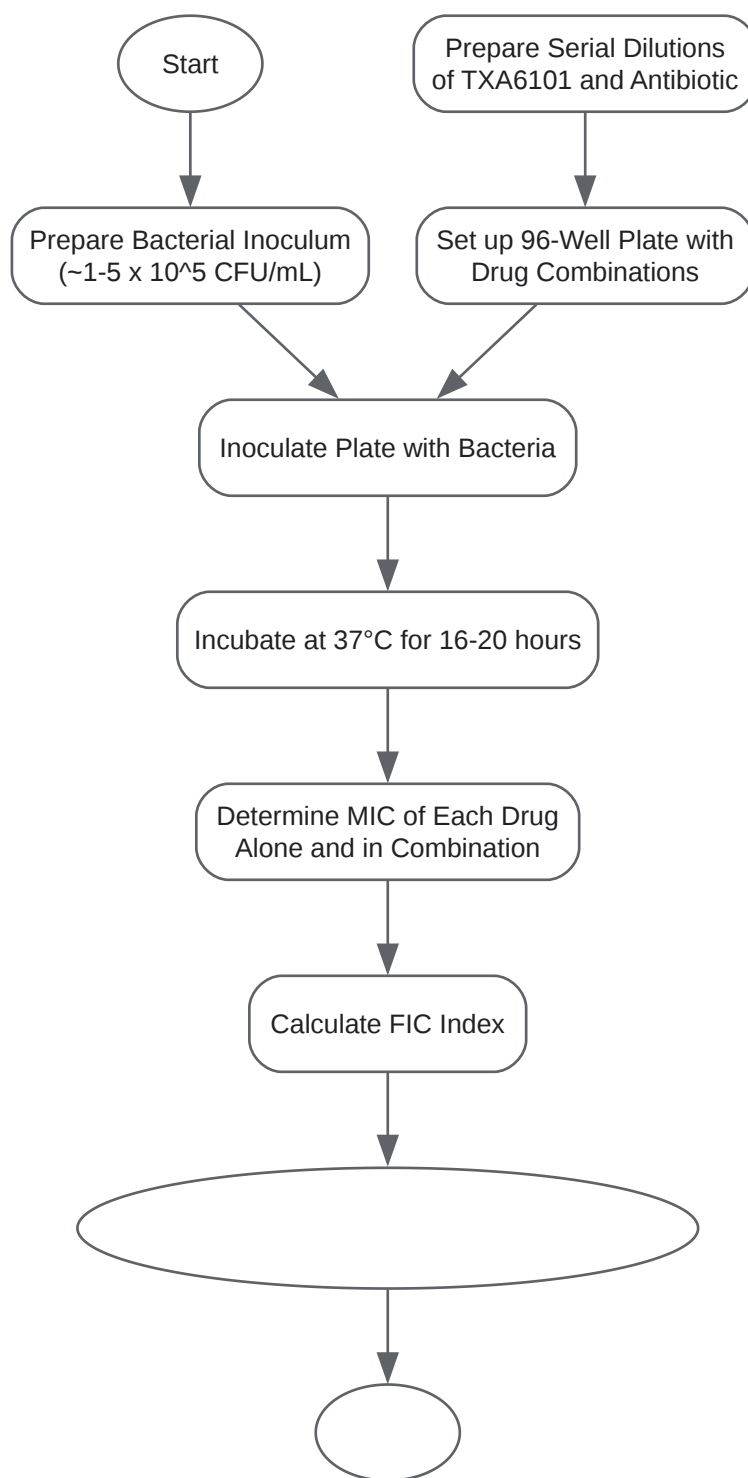 Start
Prepare Serial Dilutions
of TXA6101 and Antibiotic
Prepare Bacterial Inoculum
(~1-5 x 10^5 CFU/mL)
Set up 96-Well Plate with
Drug Combinations
Inoculate Plate with Bacteria
Incubate at 37°C for 16-20 hours
Determine MIC of Each Drug
Alone and in Combination
Calculate FIC Index